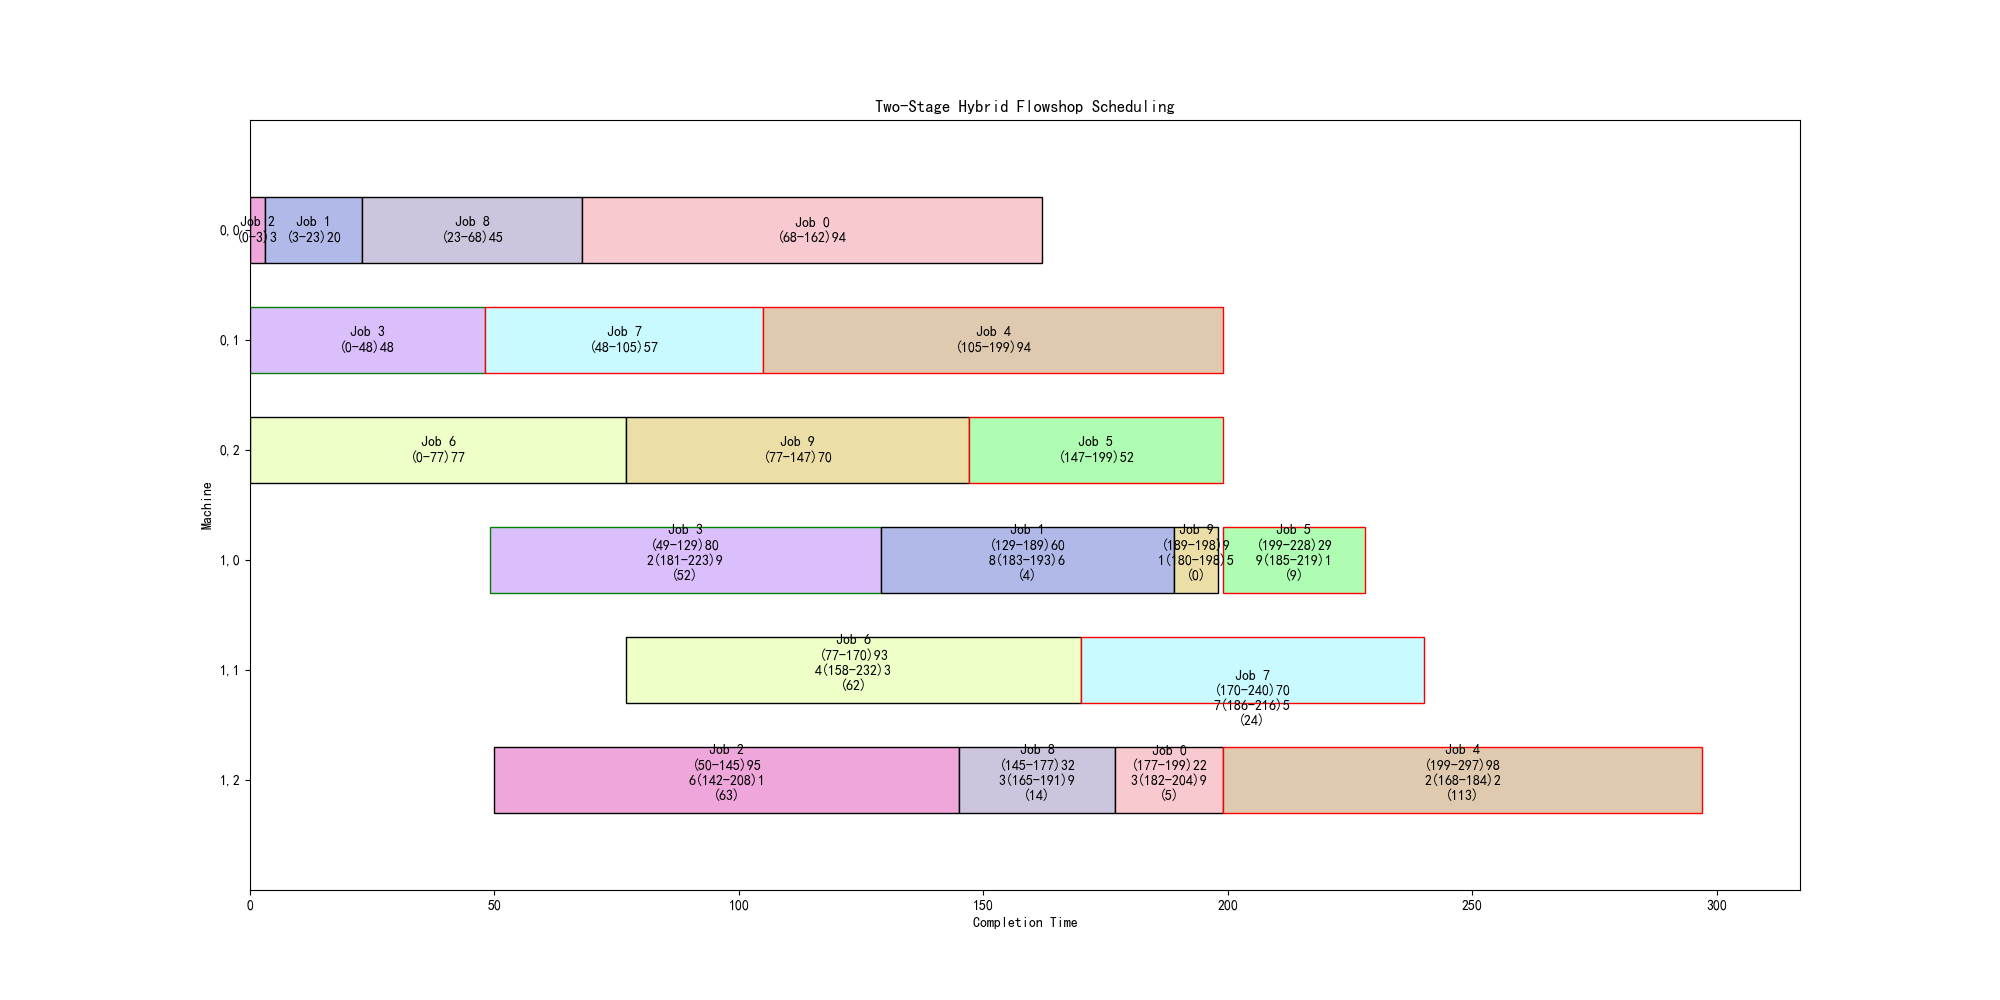 Two-Stage Hybrid Flowshop Scheduling
0,0
Job 2
(0-3)3
Job 1
(3-23)20
Job 8
(23-68)45
Job 0
(68-162)94
0,1
Job 3
(0-48)48
Job 7
(48-105)57
Job 4
(105-199)94
0,2
Job 6
(0-77)77
Job 9
(77-147)70
Job 5
(147-199)52
Machine
1,0
Job 3
(49-129)80
2(181-223)9
(52)
Job 1
(129-189)60
8(183-193)6
(4)
Job 9
(189-198)9
1(180-198)5
(0)
Job 5
(199-228)29
9(185-219)1
(9)
1,1
Job 6
(77-170)93
4(158-232)3
(62)
Job 7
(170-240)70
7(186-216)5
(24)
1,2
Job 2
(50-145)95
6(142-208)1
(63)
Job 8
(145-177)32
3(165-191)9
(14)
Job 0
(177-199)22
3(182-204)9
(5)
Job 4
(199-297)98
2(168-184)2
(113)
0
50
100
150
200
250
300
Completion Time